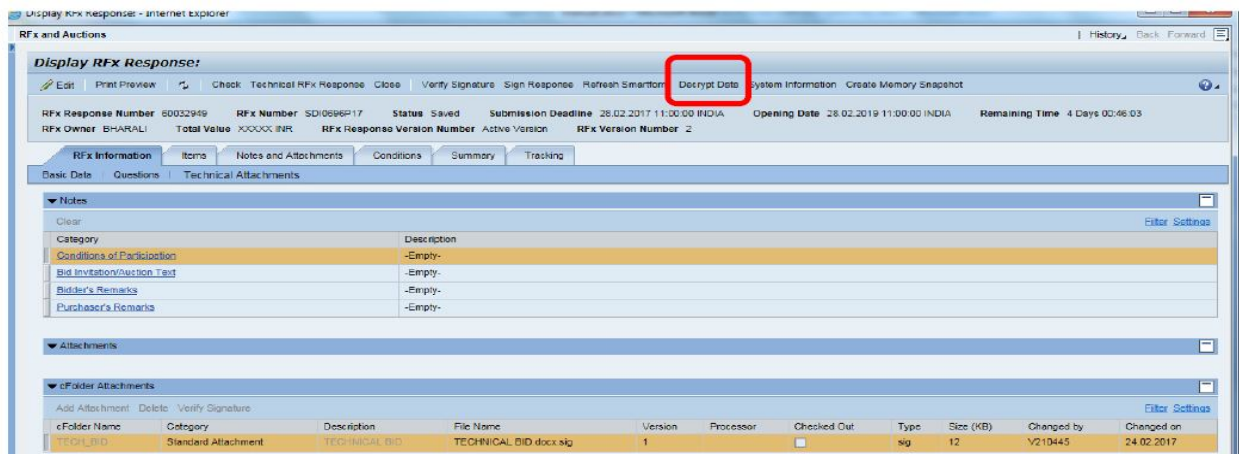 Display RFx Response: - Internet Explorer
RFx and Auctions
History Back Forward
Display RFx Response:
Edit Print Preview Check Technical RFx Response Close Verify Signature Sign Response Refresh Smartform Decrypt Data System Information Create Memory Snapshot
RFx Response Number 60032949 RFx Number SDI0696P17 Status Saved Submission Deadline 28.02.2017 11:00:00 INDIA Opening Date 28.02.2019 11:00:00 INDIA Remaining Time 4 Days 00:46:03
RFx Owner BHARALI Total Value XXXXX INR RFx Response Version Number Active Version RFx Version Number 2
RFx Information Items Notes and Attachments Conditions Summary Tracking
Basic Data Questions Technical Attachments
Notes
Clear Filter Settings
Category Description
Conditions of Participation -Empty-
Bid Invitation/Auction Text -Empty-
Bidder's Remarks -Empty-
Purchaser's Remarks -Empty-
Attachments
cFolder Attachments
Add Attachment Delete Verify Signature Filter Settings
cFolder Name Category Description File Name Version Processor Checked Out Type Size (KB) Changed by Changed on
TECH_BID Standard Attachment TECHNICAL BID TECHNICAL BID.docx.sig 1 sig 12 V210445 24.02.2017